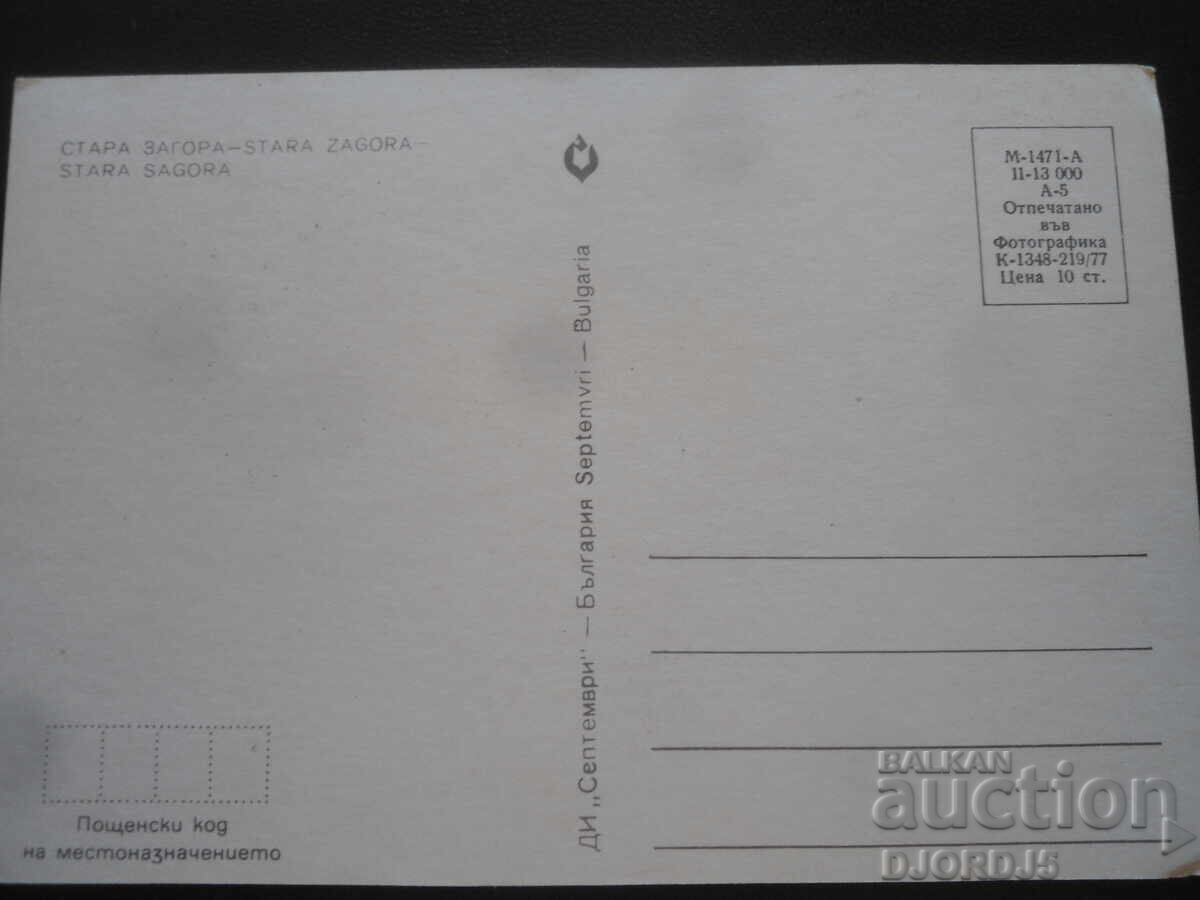 СТАРА ЗАГОРА—STARA ZAGORA—
STARA SAGORA
М-1471-А
11-13 000
А-5
Отпечатано
във
Фотографика
К-1348-219/77
Цена 10 ст.
ДИ „Септември" — България Septemvri — Bulgaria
Пощенски код
на местоназначението
BALKAN
auction
DJORDJ5